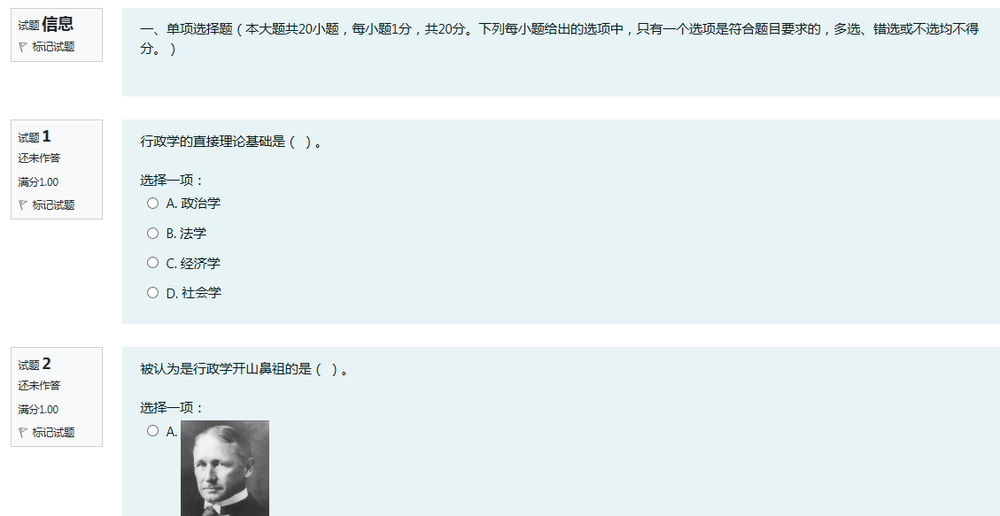 试题信息
标记试题
一、单项选择题（本大题共20小题，每小题1分，共20分。下列每小题给出的选项中，只有一个选项是符合题目要求的，多选、错选或不选均不得
分。）
试题1
还未作答
满分1.00
标记试题
行政学的直接理论基础是（ ）。
选择一项：
A. 政治学
B. 法学
C. 经济学
D. 社会学
试题2
还未作答
满分1.00
标记试题
被认为是行政学开山鼻祖的是（ ）。
选择一项：
A.